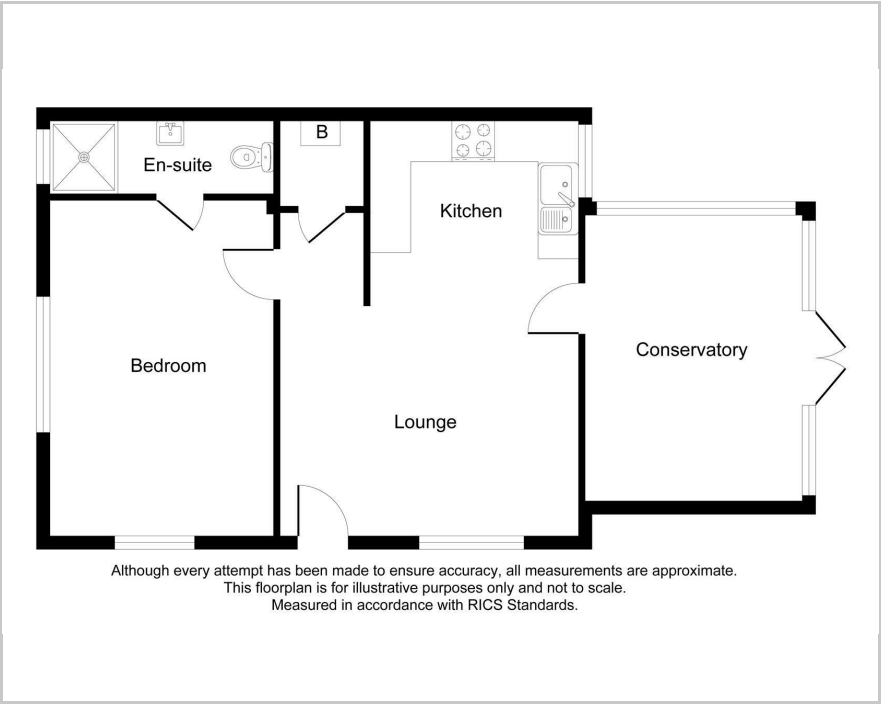 B
En-suite
Kitchen
Conservatory
Bedroom
Lounge
Although every attempt has been made to ensure accuracy, all measurements are approximate.
This floorplan is for illustrative purposes only and not to scale.
Measured in accordance with RICS Standards.